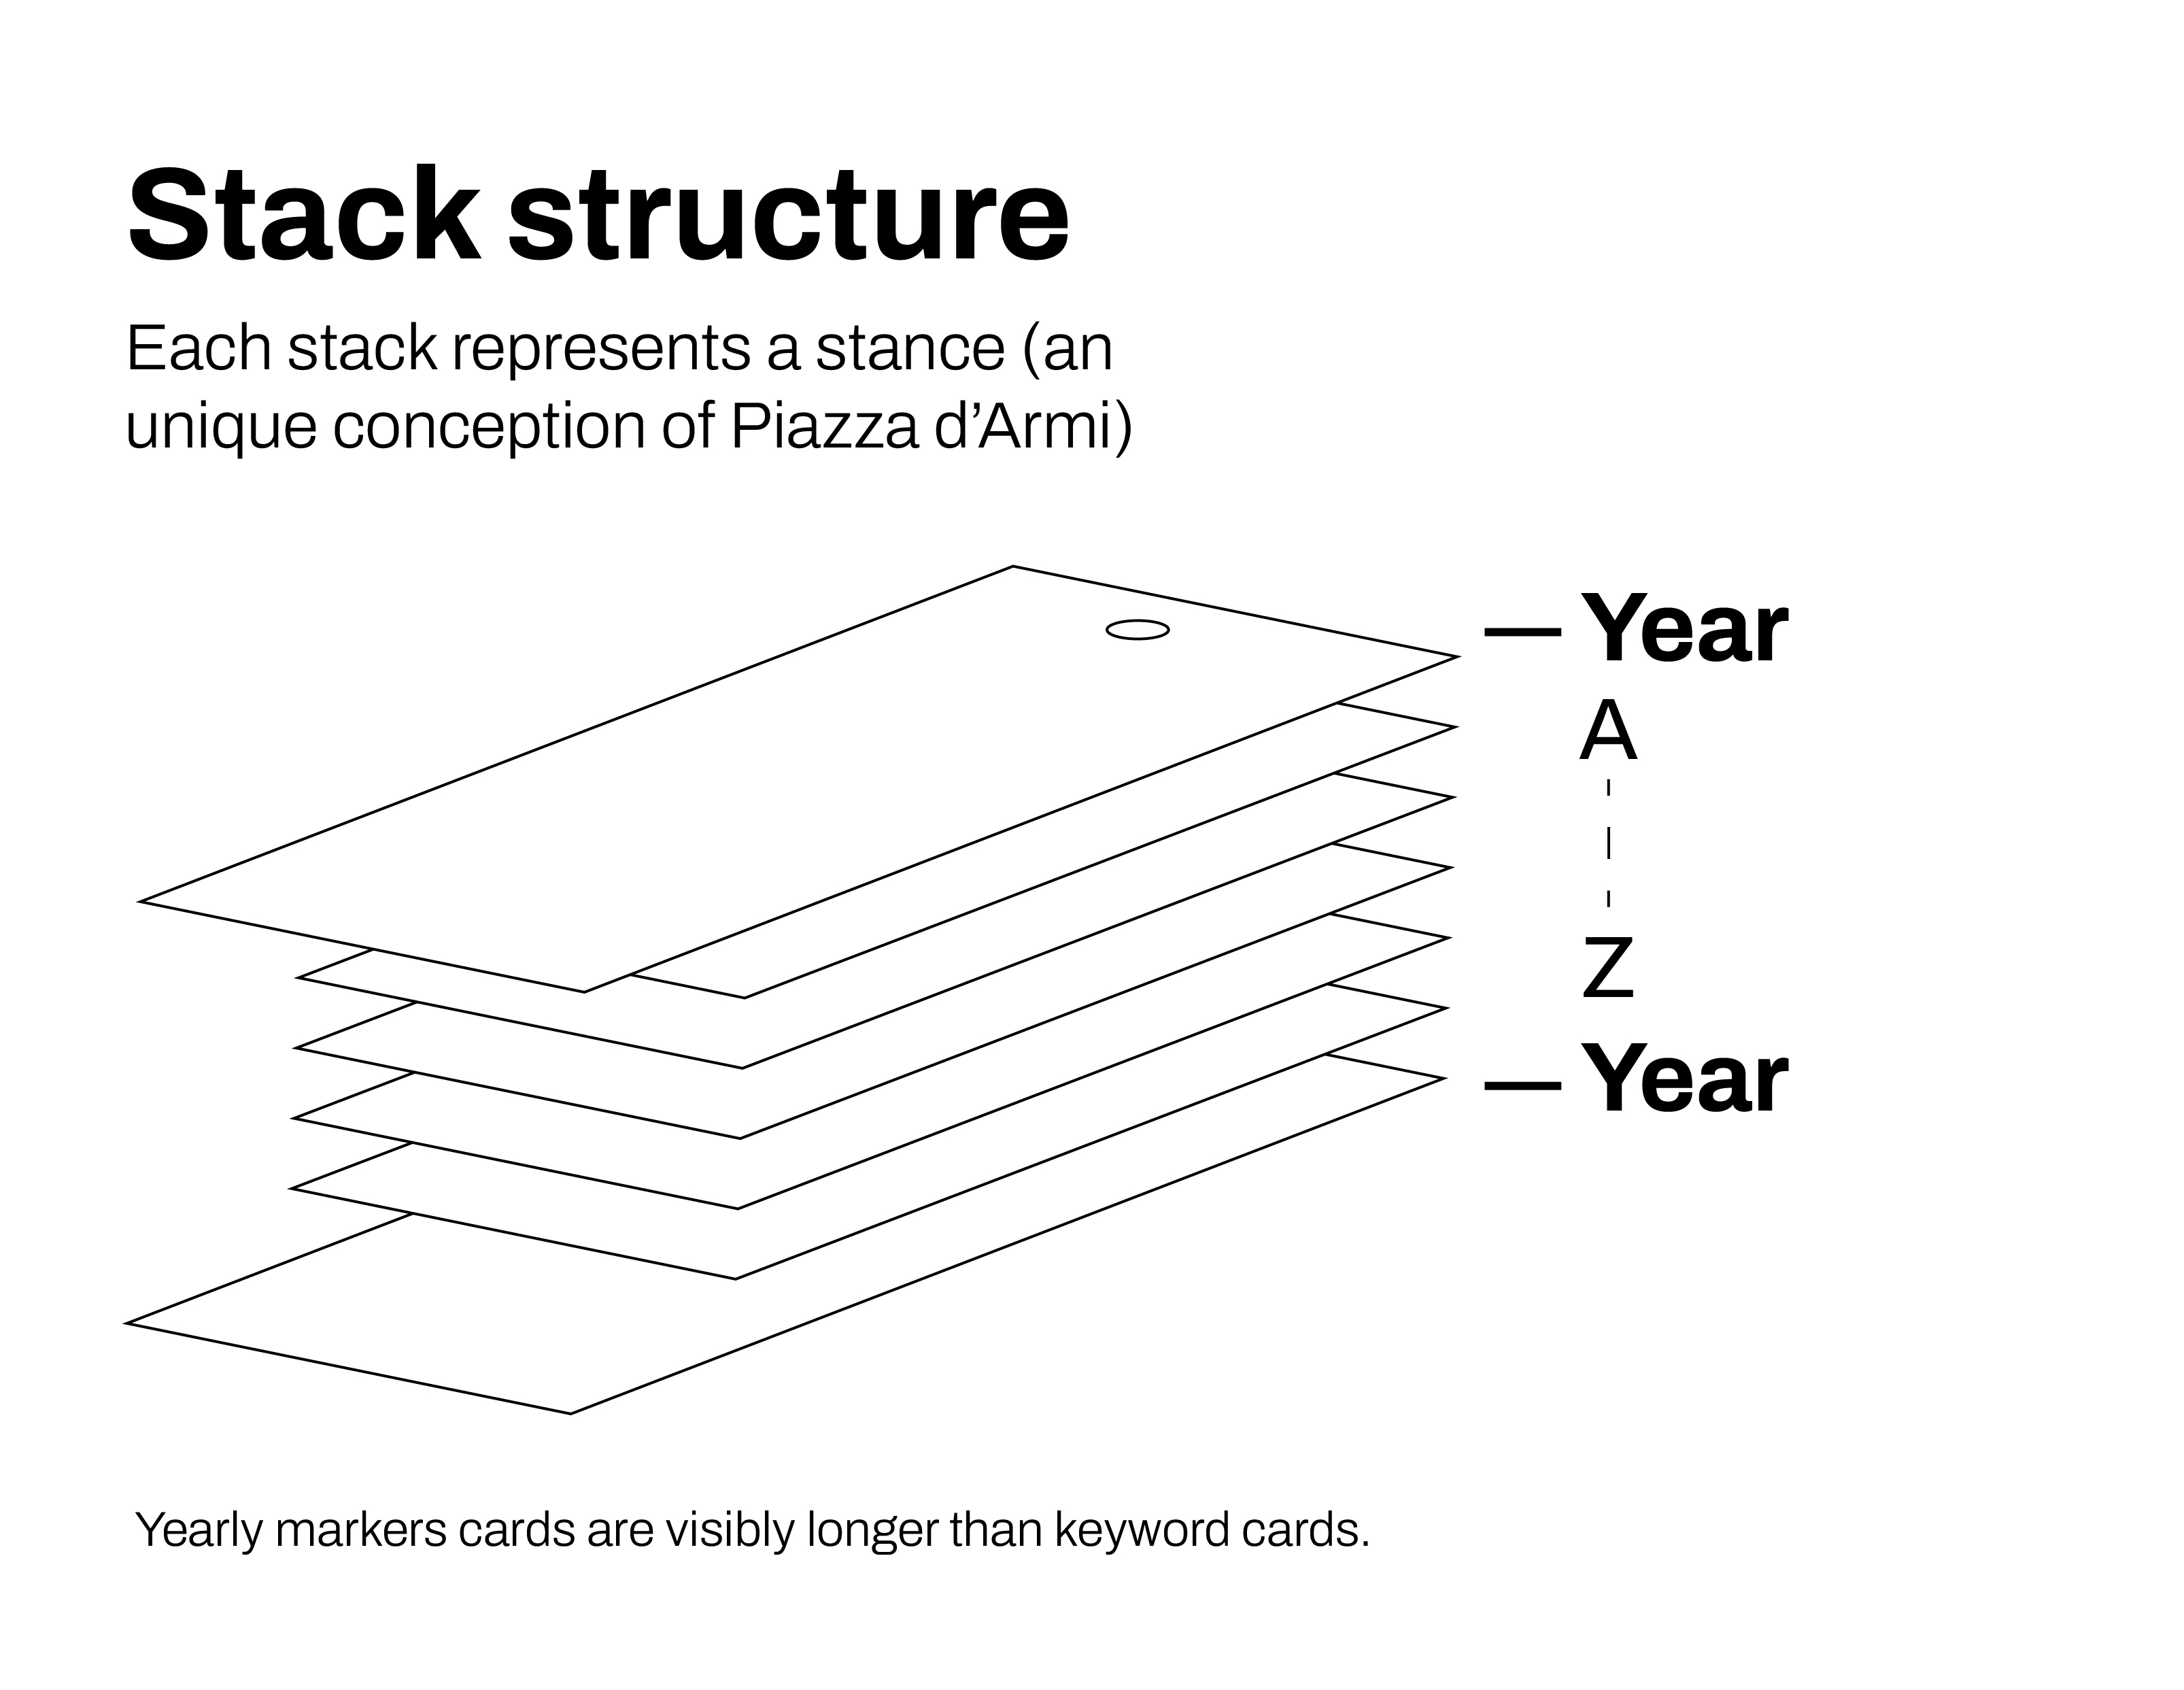 Stack structure
Each stack represents a stance (an
unique conception of Piazza d’Armi)
— Year
A
Z
— Year
Yearly markers cards are visibly longer than keyword cards.